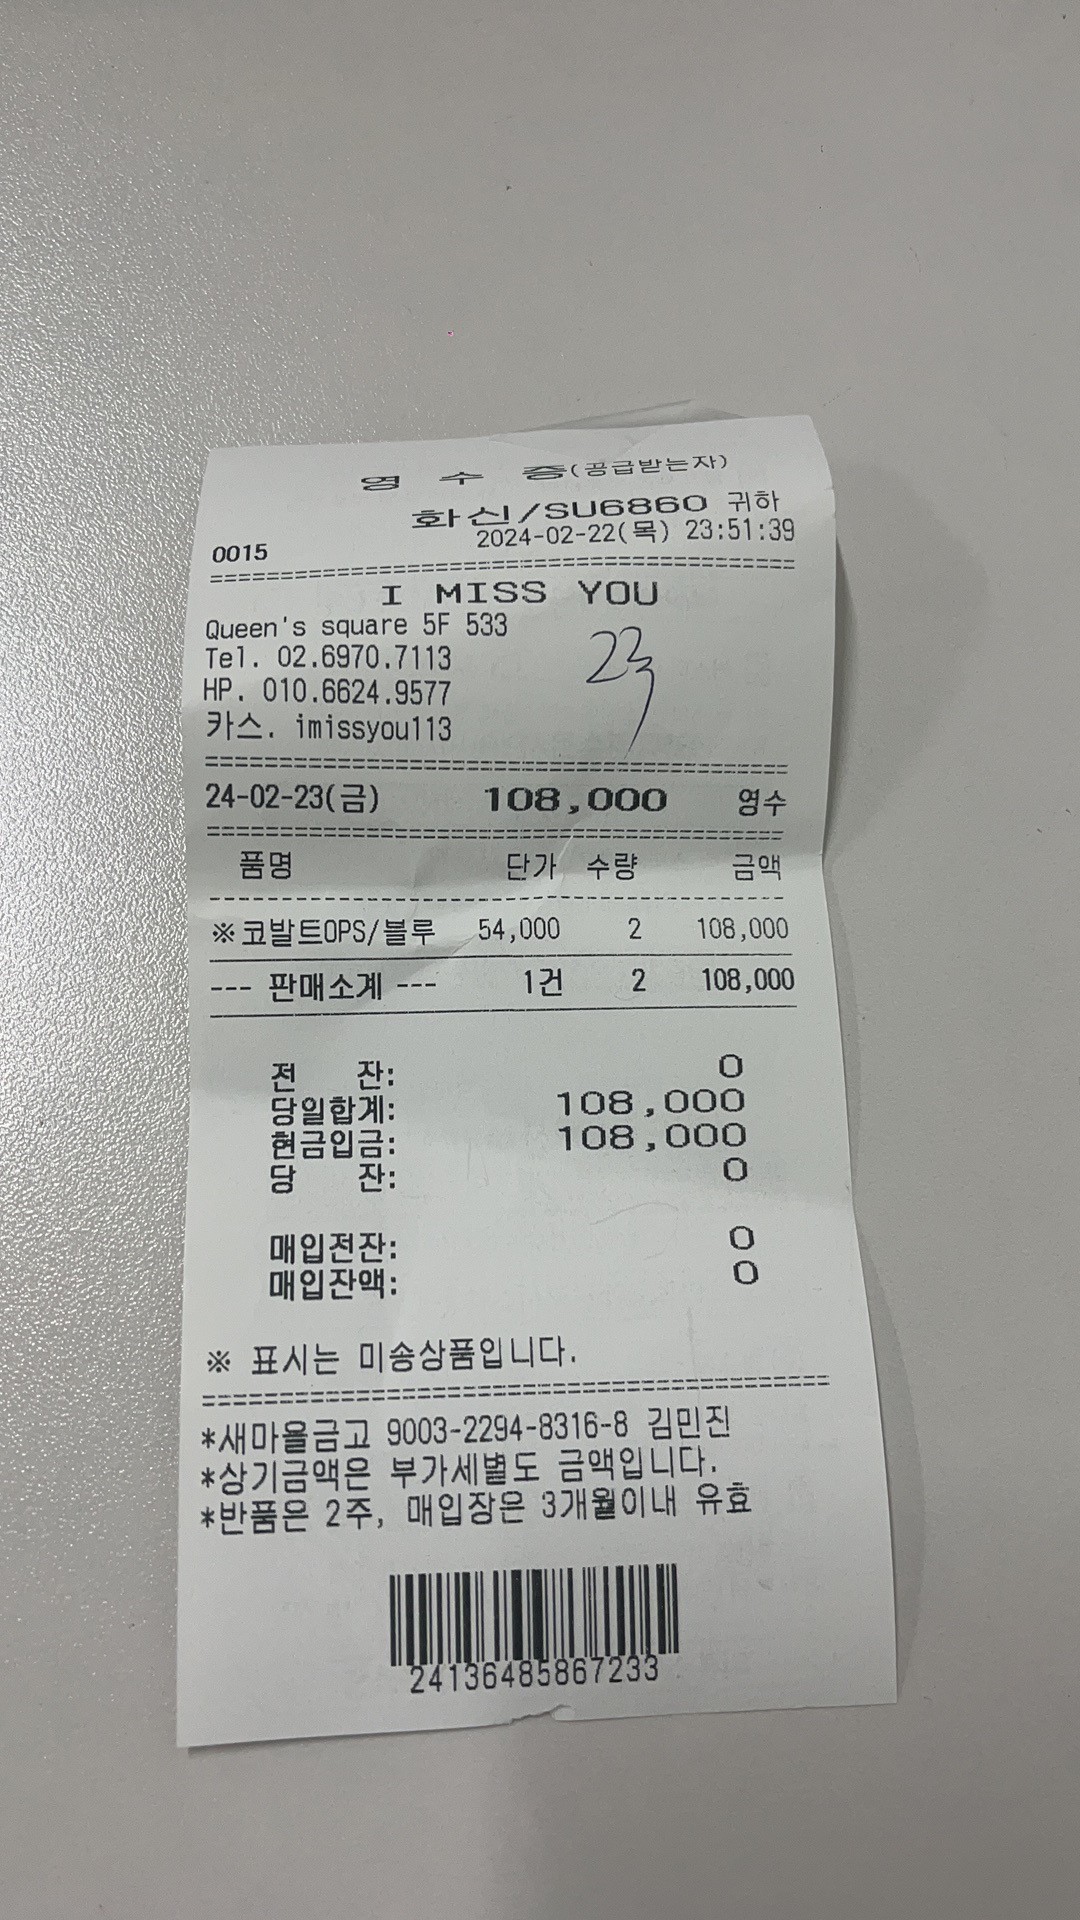 영 수 증(공급받는자)
화신/SU6860 귀하
2024-02-22(목) 23:51:39
0015
=========================================
I MISS YOU
Queen's square 5F 533
Tel. 02.6970.7113
HP. 010.6624.9577
카스. imissyou113
23
=========================================
24-02-23(금) 108,000 영수
=========================================
품명 단가 수량 금액
-----------------------------------------
※코발트OPS/블루 54,000 2 108,000
--- 판매소계 --- 1건 2 108,000
전 잔: 0
당일합계: 108,000
현금입금: 108,000
당 잔: 0
매입전잔: 0
매입잔액: 0
※ 표시는 미송상품입니다.
=========================================
*새마을금고 9003-2294-8316-8 김민진
*상기금액은 부가세별도 금액입니다.
*반품은 2주, 매입장은 3개월이내 유효
24136485867233